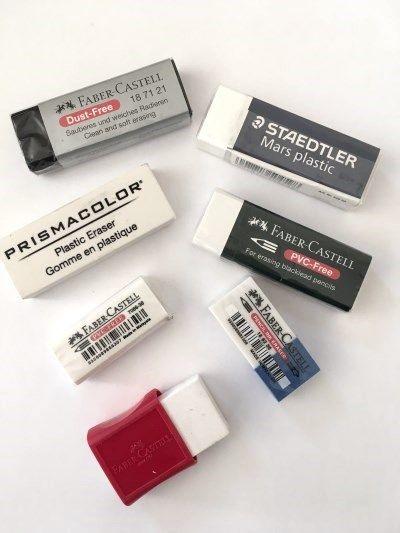 FABER-CASTELL
Dust-Free 18 71 21
Sauberes und weiches Radieren
Clean and soft erasing
STAEDTLER
Mars plastic
PRISMACOLOR
Plastic Eraser
Gomme en plastique
FABER-CASTELL
PVC-Free
For erasing blacklead pencils
FABER-CASTELL
PVC-Free
FABER-CASTELL
FABER-CASTELL